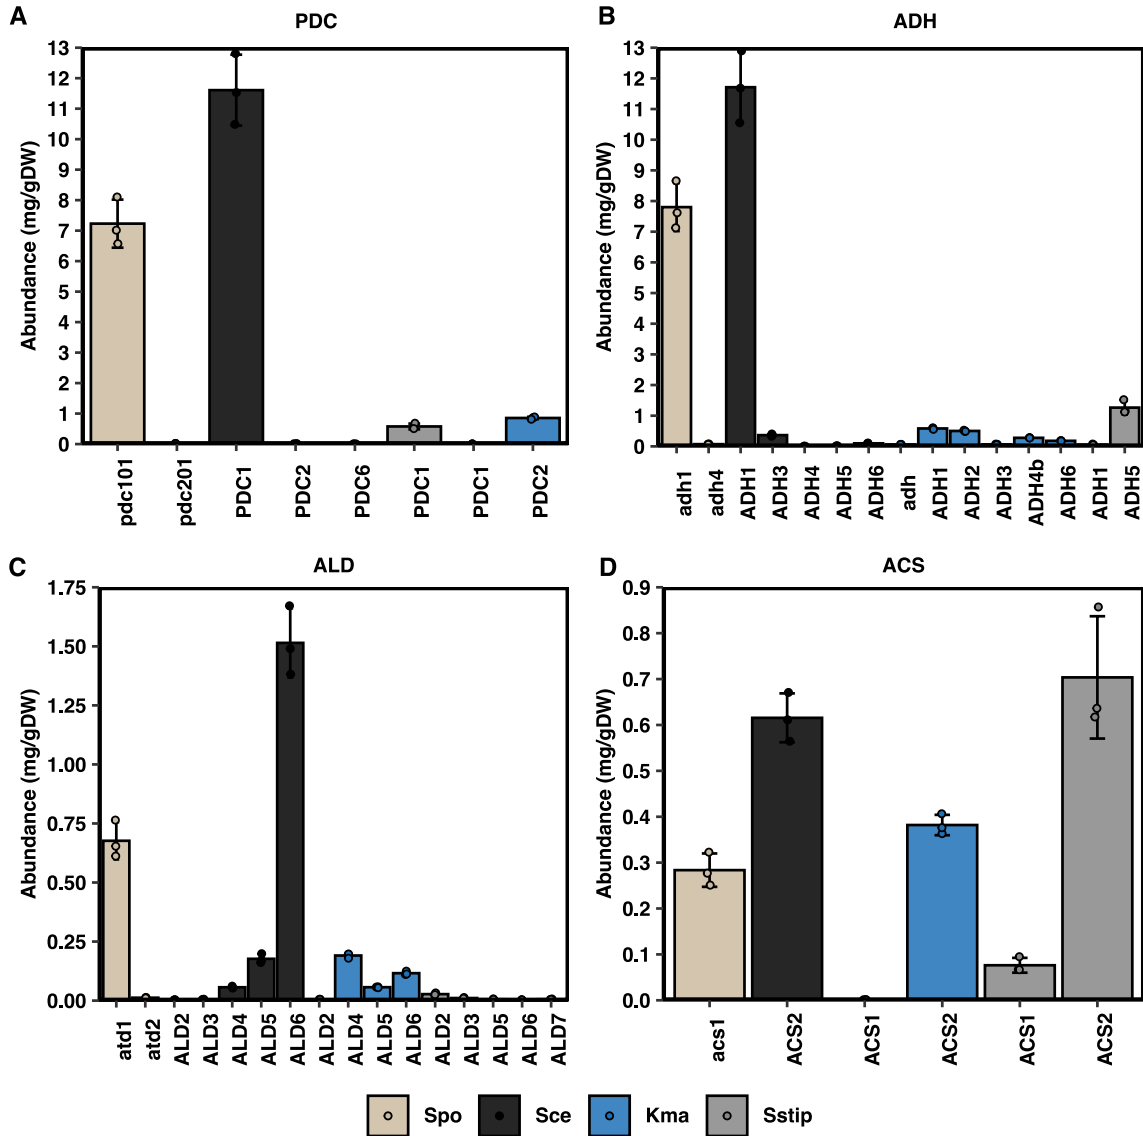 A
PDC
Abundance (mg/gDW)
13
12
11
10
9
8
7
6
5
4
3
2
1
0
pdc101
pdc201
PDC1
PDC2
PDC6
PDC1
PDC1
PDC2
B
ADH
Abundance (mg/gDW)
13
12
11
10
9
8
7
6
5
4
3
2
1
0
adh1
adh4
ADH1
ADH3
ADH4
ADH5
ADH6
adh
ADH1
ADH2
ADH3
ADH4b
ADH6
ADH1
ADH5
C
ALD
Abundance (mg/gDW)
1.75
1.50
1.25
1.00
0.75
0.50
0.25
0.00
atd1
atd2
ALD2
ALD3
ALD4
ALD5
ALD6
ALD2
ALD4
ALD5
ALD6
ALD2
ALD3
ALD5
ALD6
ALD7
D
ACS
Abundance (mg/gDW)
0.9
0.8
0.7
0.6
0.5
0.4
0.3
0.2
0.1
0.0
acs1
ACS2
ACS1
ACS2
ACS1
ACS2
Spo Sce Kma Sstip